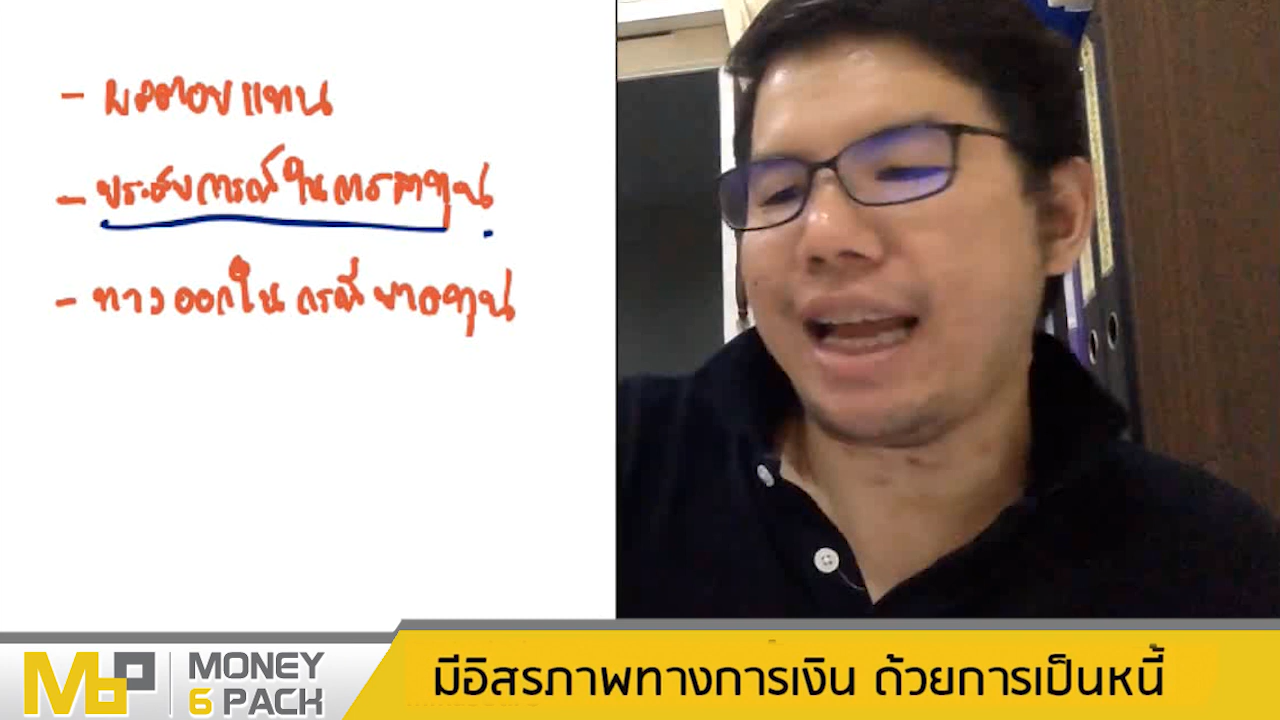 - ผลตอบแทน
- ประสบการณ์ในการลงทุน
- ทางออกในกรณีขาดทุน
มีอิสรภาพทางการเงิน ด้วยการเป็นหนี้
M6P
MONEY
6 PACK